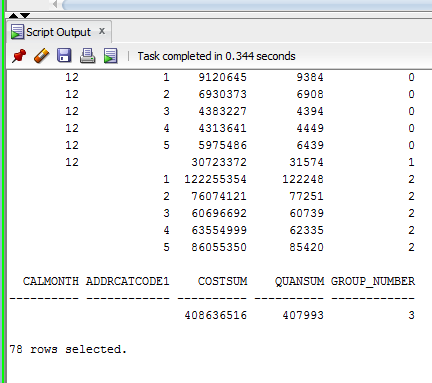 Script Output x
Task completed in 0.344 seconds
12 1 9120645 9384 0
12 2 6930373 6908 0
12 3 4383227 4394 0
12 4 4313641 4449 0
12 5 5975486 6439 0
12 30723372 31574 1
1 122255354 122248 2
2 76074121 77251 2
3 60696692 60739 2
4 63554999 62335 2
5 86055350 85420 2
CALMONTH ADDRCATCODE1 COSTSUM QUANSUM GROUP_NUMBER
---------- ------------ ---------- ---------- ------------
408636516 407993 3
78 rows selected.